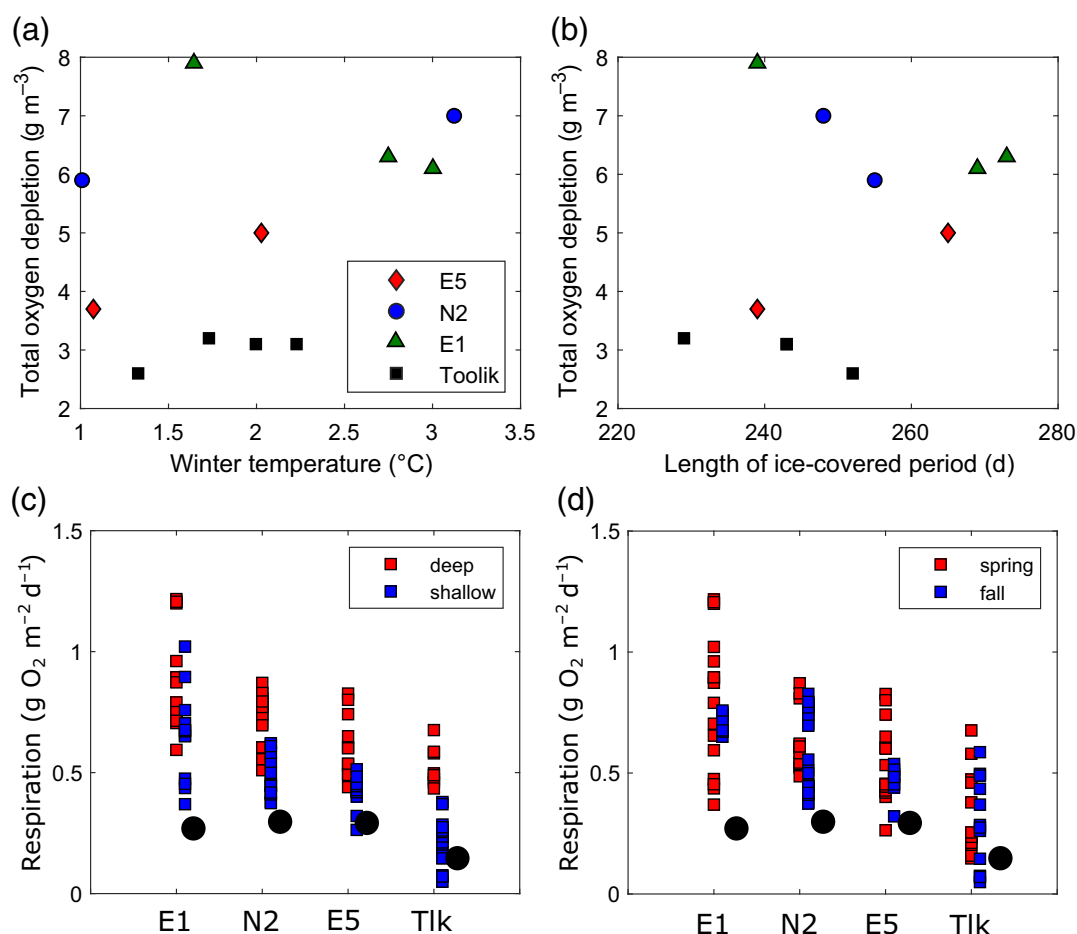 (a)
Total oxygen depletion (g m⁻³)
8
7
6
5
4
3
2
1
1.5
2
2.5
3
3.5
Winter temperature (°C)
E5
N2
E1
Toolik
(b)
Total oxygen depletion (g m⁻³)
8
7
6
5
4
3
2
220
240
260
280
Length of ice-covered period (d)
(c)
Respiration (g O₂ m⁻² d⁻¹)
1.5
1
0.5
0
E1
N2
E5
Tlk
deep
shallow
(d)
Respiration (g O₂ m⁻² d⁻¹)
1.5
1
0.5
0
E1
N2
E5
Tlk
spring
fall